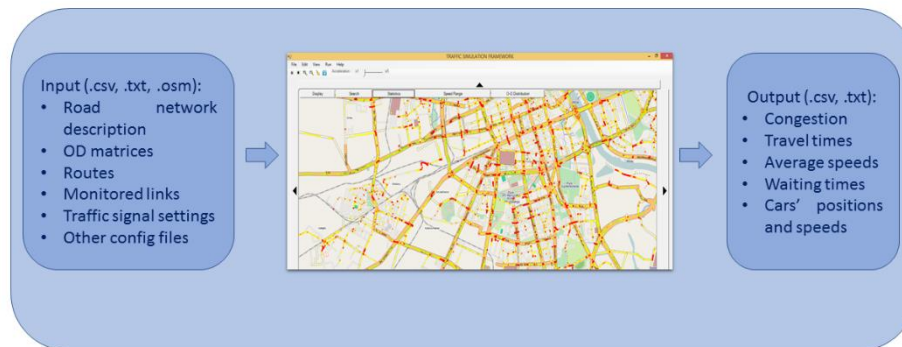 Input (.csv, .txt, .osm):
• Road network
description
• OD matrices
• Routes
• Monitored links
• Traffic signal settings
• Other config files
TRAFFIC SIMULATION FRAMEWORK
File Edit View Run Help
Acceleration: x1
Display Search Statistics Speed Range O-D Distribution
Output (.csv, .txt):
• Congestion
• Travel times
• Average speeds
• Waiting times
• Cars' positions
and speeds